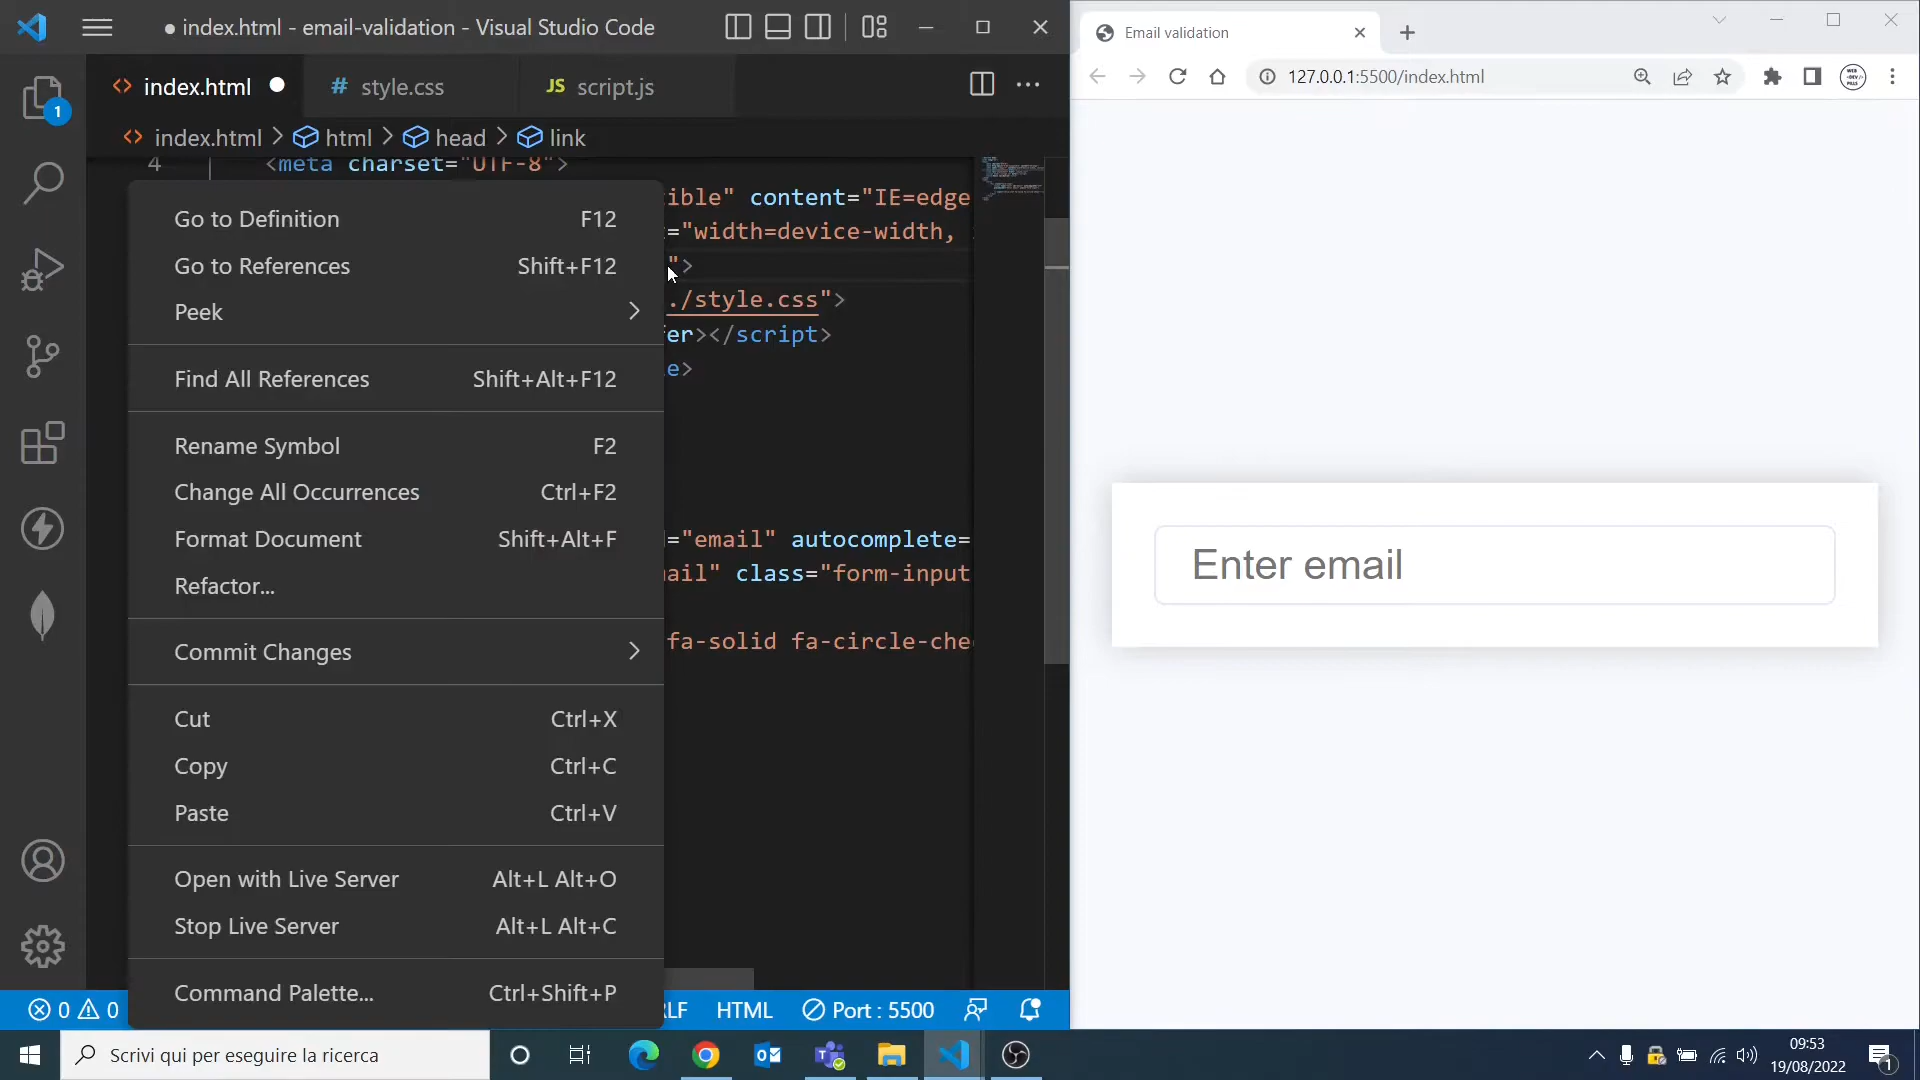 index.html - email-validation - Visual Studio Code
1
index.html
# style.css
JS script.js
index.html > html > head > link
4
<meta charset="UTF-8">
ible" content="IE=edge
="width=device-width,
">
./style.css">
er></script>
e>
="email" autocomplete=
ail" class="form-input
fa-solid fa-circle-che
Go to Definition F12
Go to References Shift+F12
Peek
Find All References Shift+Alt+F12
Rename Symbol F2
Change All Occurrences Ctrl+F2
Format Document Shift+Alt+F
Refactor...
Commit Changes
Cut Ctrl+X
Copy Ctrl+C
Paste Ctrl+V
Open with Live Server Alt+L Alt+O
Stop Live Server Alt+L Alt+C
Command Palette... Ctrl+Shift+P
0 0 LF HTML Port : 5500
Email validation
127.0.0.1:5500/index.html
Enter email
Scrivi qui per eseguire la ricerca
09:53
19/08/2022
1